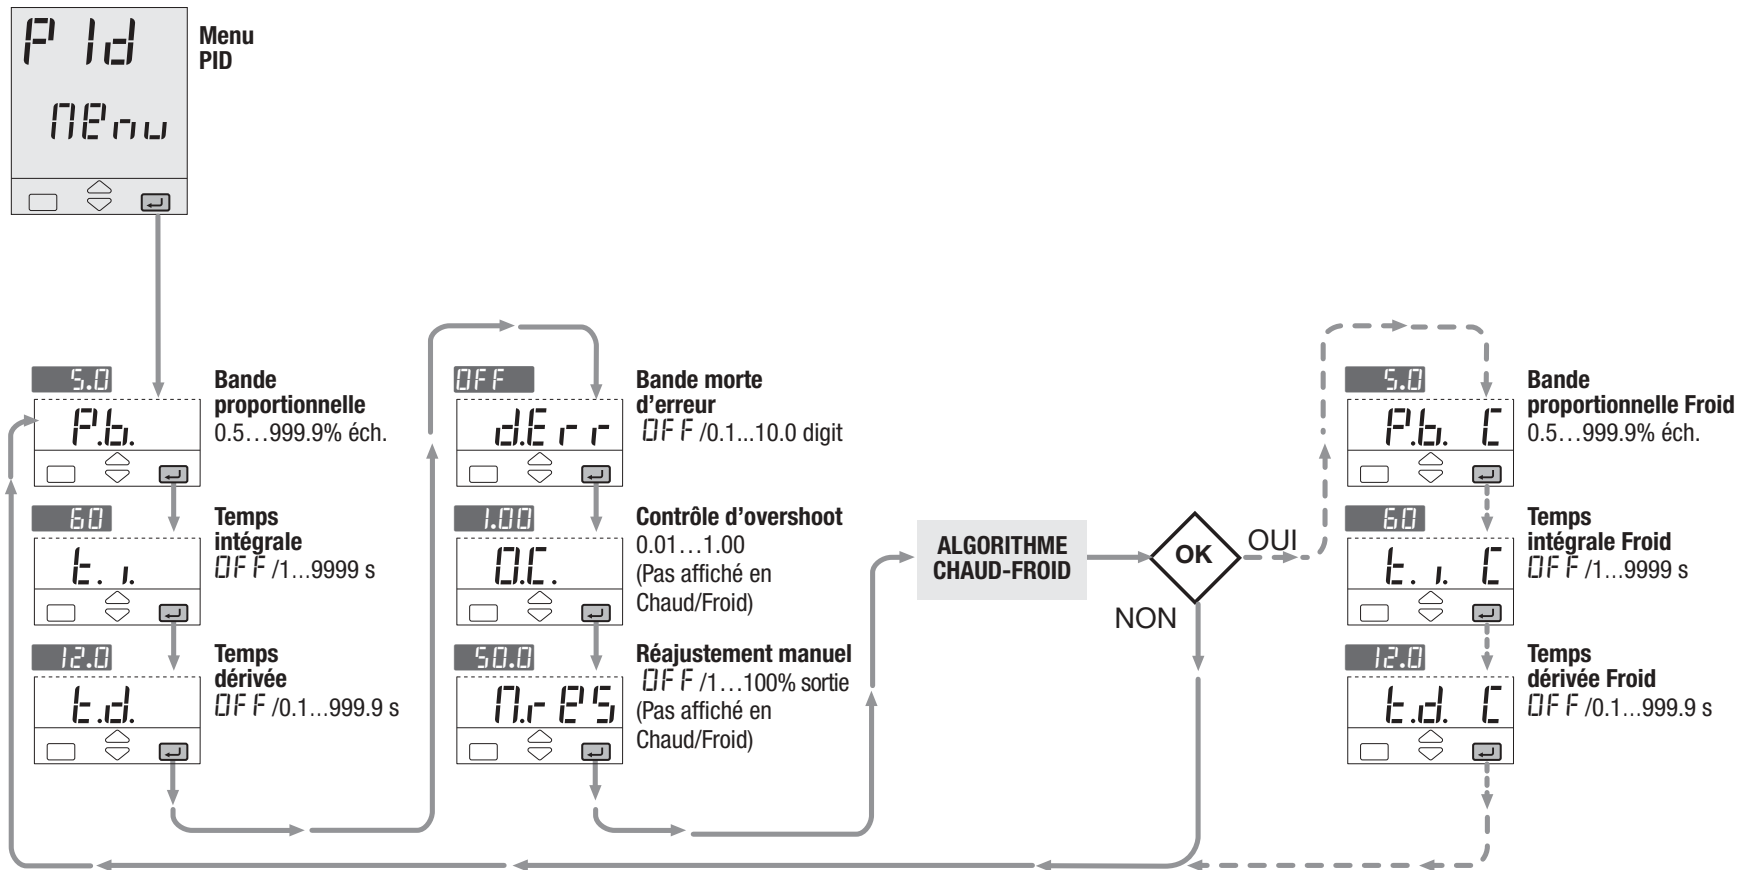 PId
MEnu
Menu
PID
5.0
P.b.
Bande
proportionnelle
0.5…999.9% éch.
60
t.i.
Temps
intégrale
OFF /1...9999 s
12.0
t.d.
Temps
dérivée
OFF /0.1...999.9 s
OFF
d.Err
Bande morte
d’erreur
OFF /0.1...10.0 digit
1.00
O.C.
Contrôle d’overshoot
0.01…1.00
(Pas affiché en
Chaud/Froid)
50.0
M.rES
Réajustement manuel
OFF /1…100% sortie
(Pas affiché en
Chaud/Froid)
ALGORITHME
CHAUD-FROID
OK
OUI
NON
5.0
P.b. C
Bande
proportionnelle Froid
0.5…999.9% éch.
60
t.i. C
Temps
intégrale Froid
OFF /1...9999 s
12.0
t.d. C
Temps
dérivée Froid
OFF /0.1...999.9 s